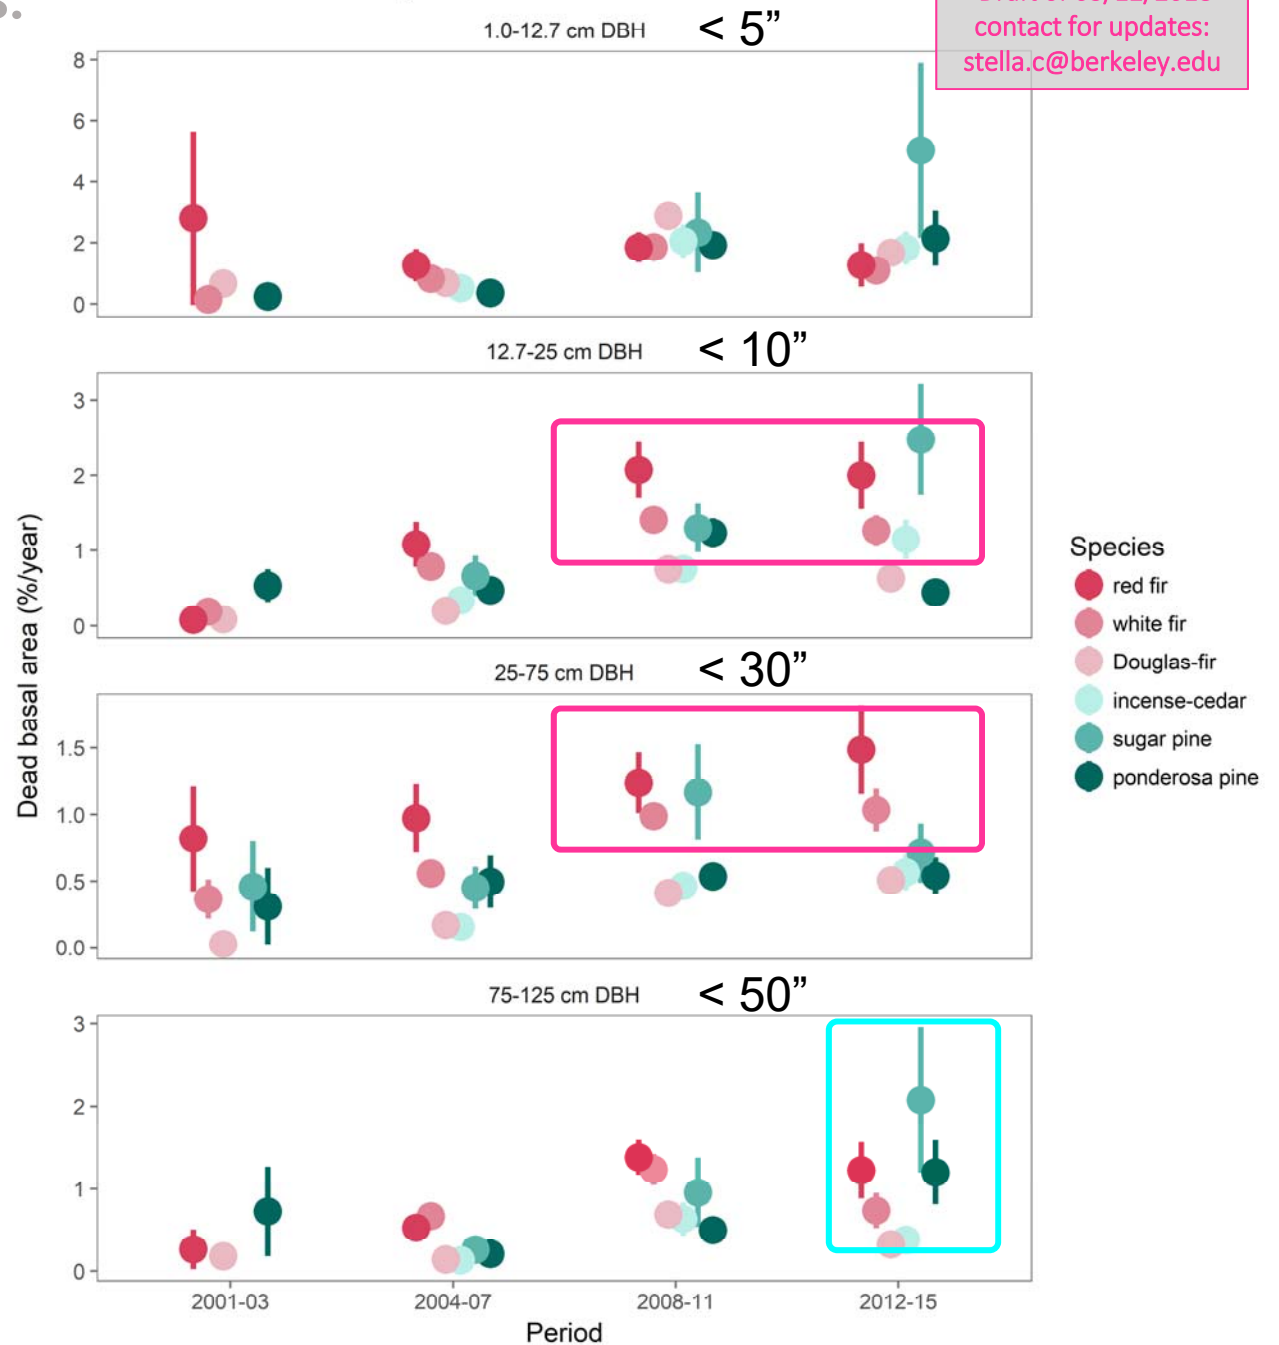 1.0-12.7 cm DBH < 5”
contact for updates:
stella.c@berkeley.edu
8
6
4
2
0
12.7-25 cm DBH < 10”
3
2
1
0
25-75 cm DBH < 30”
1.5
1.0
0.5
0.0
75-125 cm DBH < 50”
3
2
1
0
Dead basal area (%/year)
2001-03 2004-07 2008-11 2012-15
Period
Species
red fir
white fir
Douglas-fir
incense-cedar
sugar pine
ponderosa pine